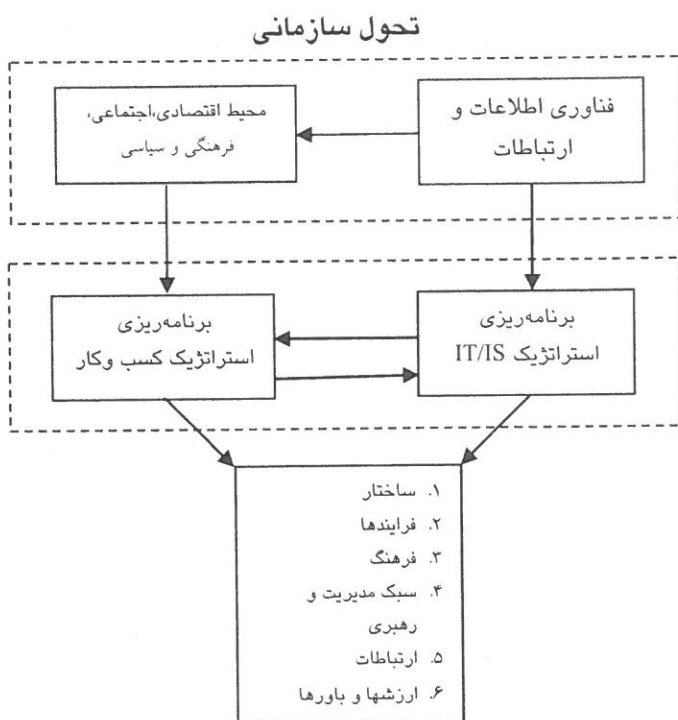 تحول سازمانی
فناوری اطلاعات و
ارتباطات
محیط اقتصادی،اجتماعی،
فرهنگی و سیاسی
برنامه‌ریزی
استراتژیک IT/IS
برنامه‌ریزی
استراتژیک کسب وکار
۱. ساختار
۲. فرایندها
۳. فرهنگ
۴. سبک مدیریت و
رهبری
۵. ارتباطات
۶. ارزشها و باورها